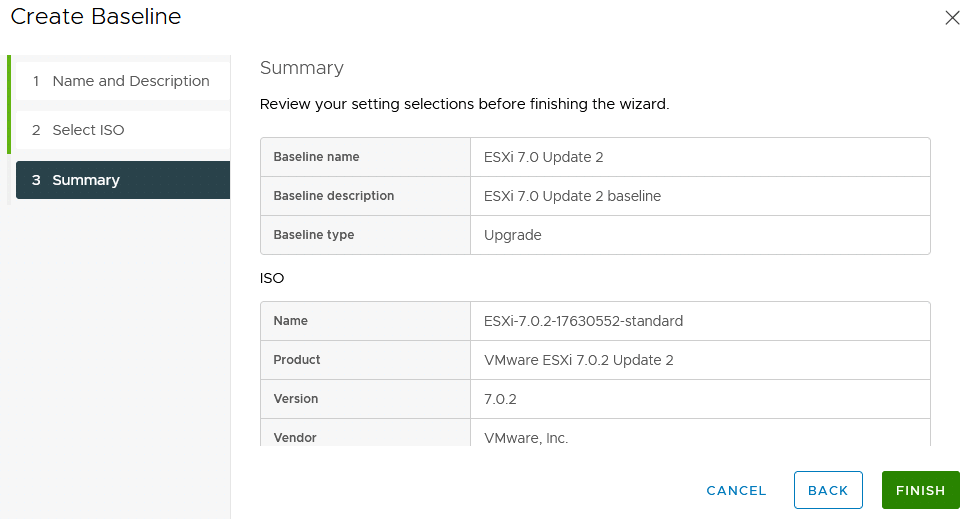 Create Baseline
1 Name and Description
2 Select ISO
3 Summary
Summary
Review your setting selections before finishing the wizard.
Baseline name ESXi 7.0 Update 2
Baseline description ESXi 7.0 Update 2 baseline
Baseline type Upgrade
ISO
Name ESXi-7.0.2-17630552-standard
Product VMware ESXi 7.0.2 Update 2
Version 7.0.2
Vendor VMware, Inc.
CANCEL BACK FINISH